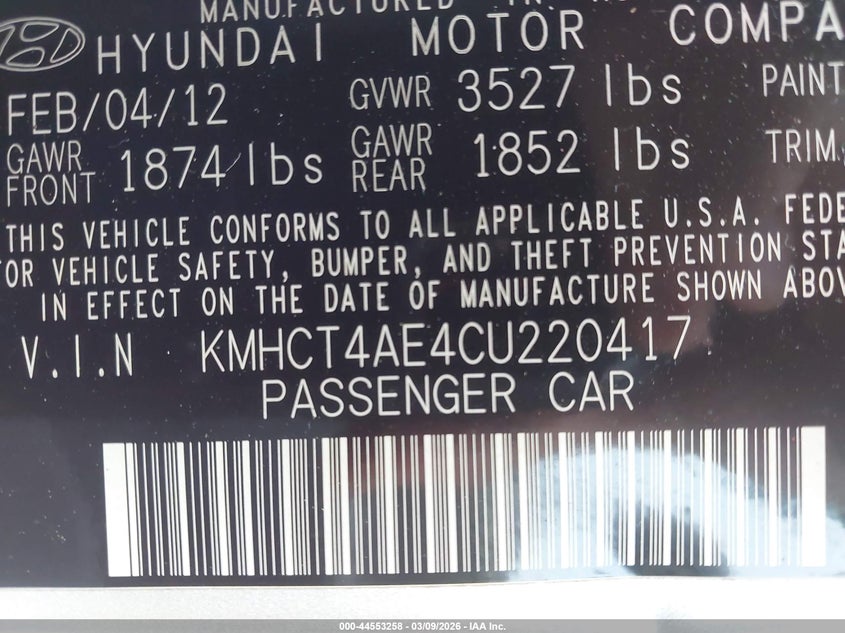 MANUFACTURED
HYUNDAI MOTOR COMPA
FEB/04/12 GVWR 3527 lbs PAINT
GAWR FRONT 1874 lbs GAWR REAR 1852 lbs TRIM
THIS VEHICLE CONFORMS TO ALL APPLICABLE U.S.A. FEDE
OR VEHICLE SAFETY, BUMPER, AND THEFT PREVENTION STA
IN EFFECT ON THE DATE OF MANUFACTURE SHOWN ABOV
V.I.N KMHCT4AE4CU220417
PASSENGER CAR
000-44553258 - 03/09/2026 - IAA Inc.